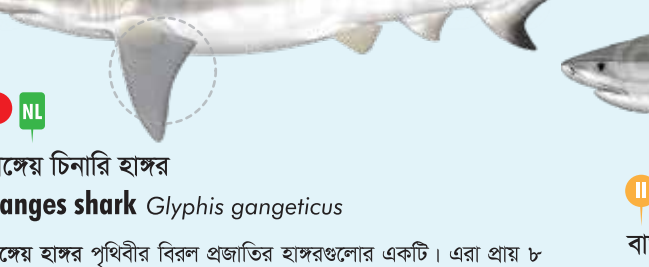 NL
ঙ্গেয় চিনারি হাঙ্গর
anges shark Glyphis gangeticus
ঙ্গেয় হাঙ্গর পৃথিবীর বিরল প্রজাতির হাঙ্গরগুলোর একটি। এরা প্রায় ৮
বা